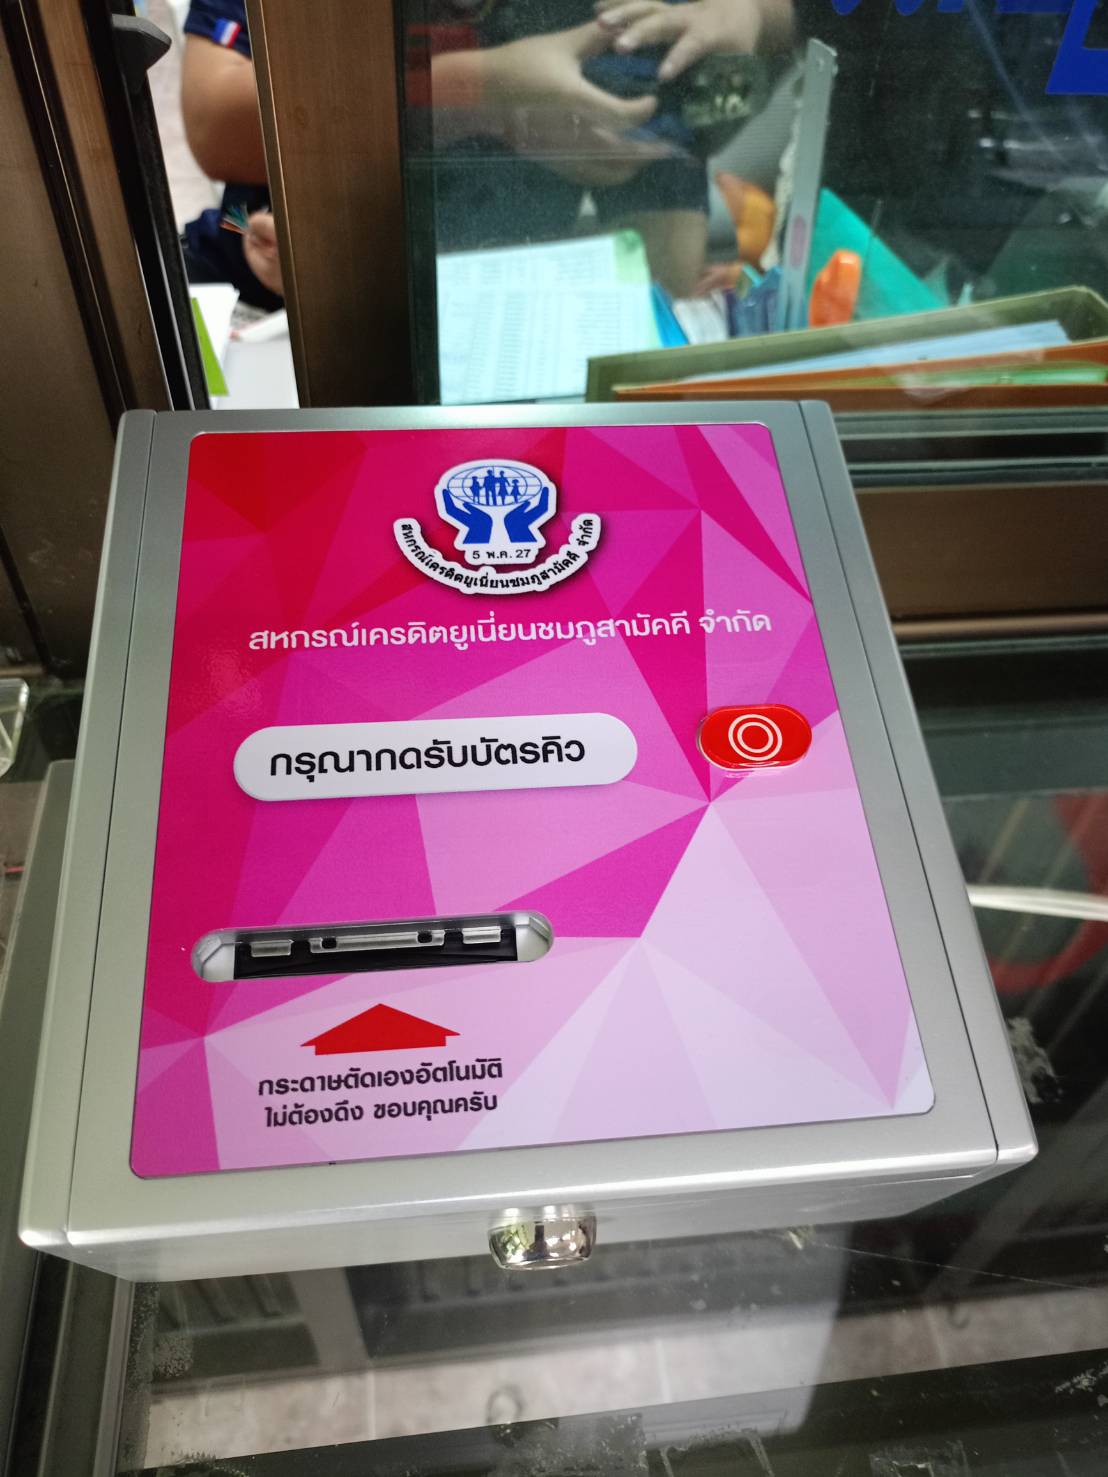 5 พ.ค. 27
สหกรณ์เครดิตยูเนี่ยนชมภูสามัคคี จำกัด
สหกรณ์เครดิตยูเนี่ยนชมภูสามัคคี จำกัด
กรุณากดรับบัตรคิว
กระดาษตัดเองอัตโนมัติ
ไม่ต้องดึง ขอบคุณครับ